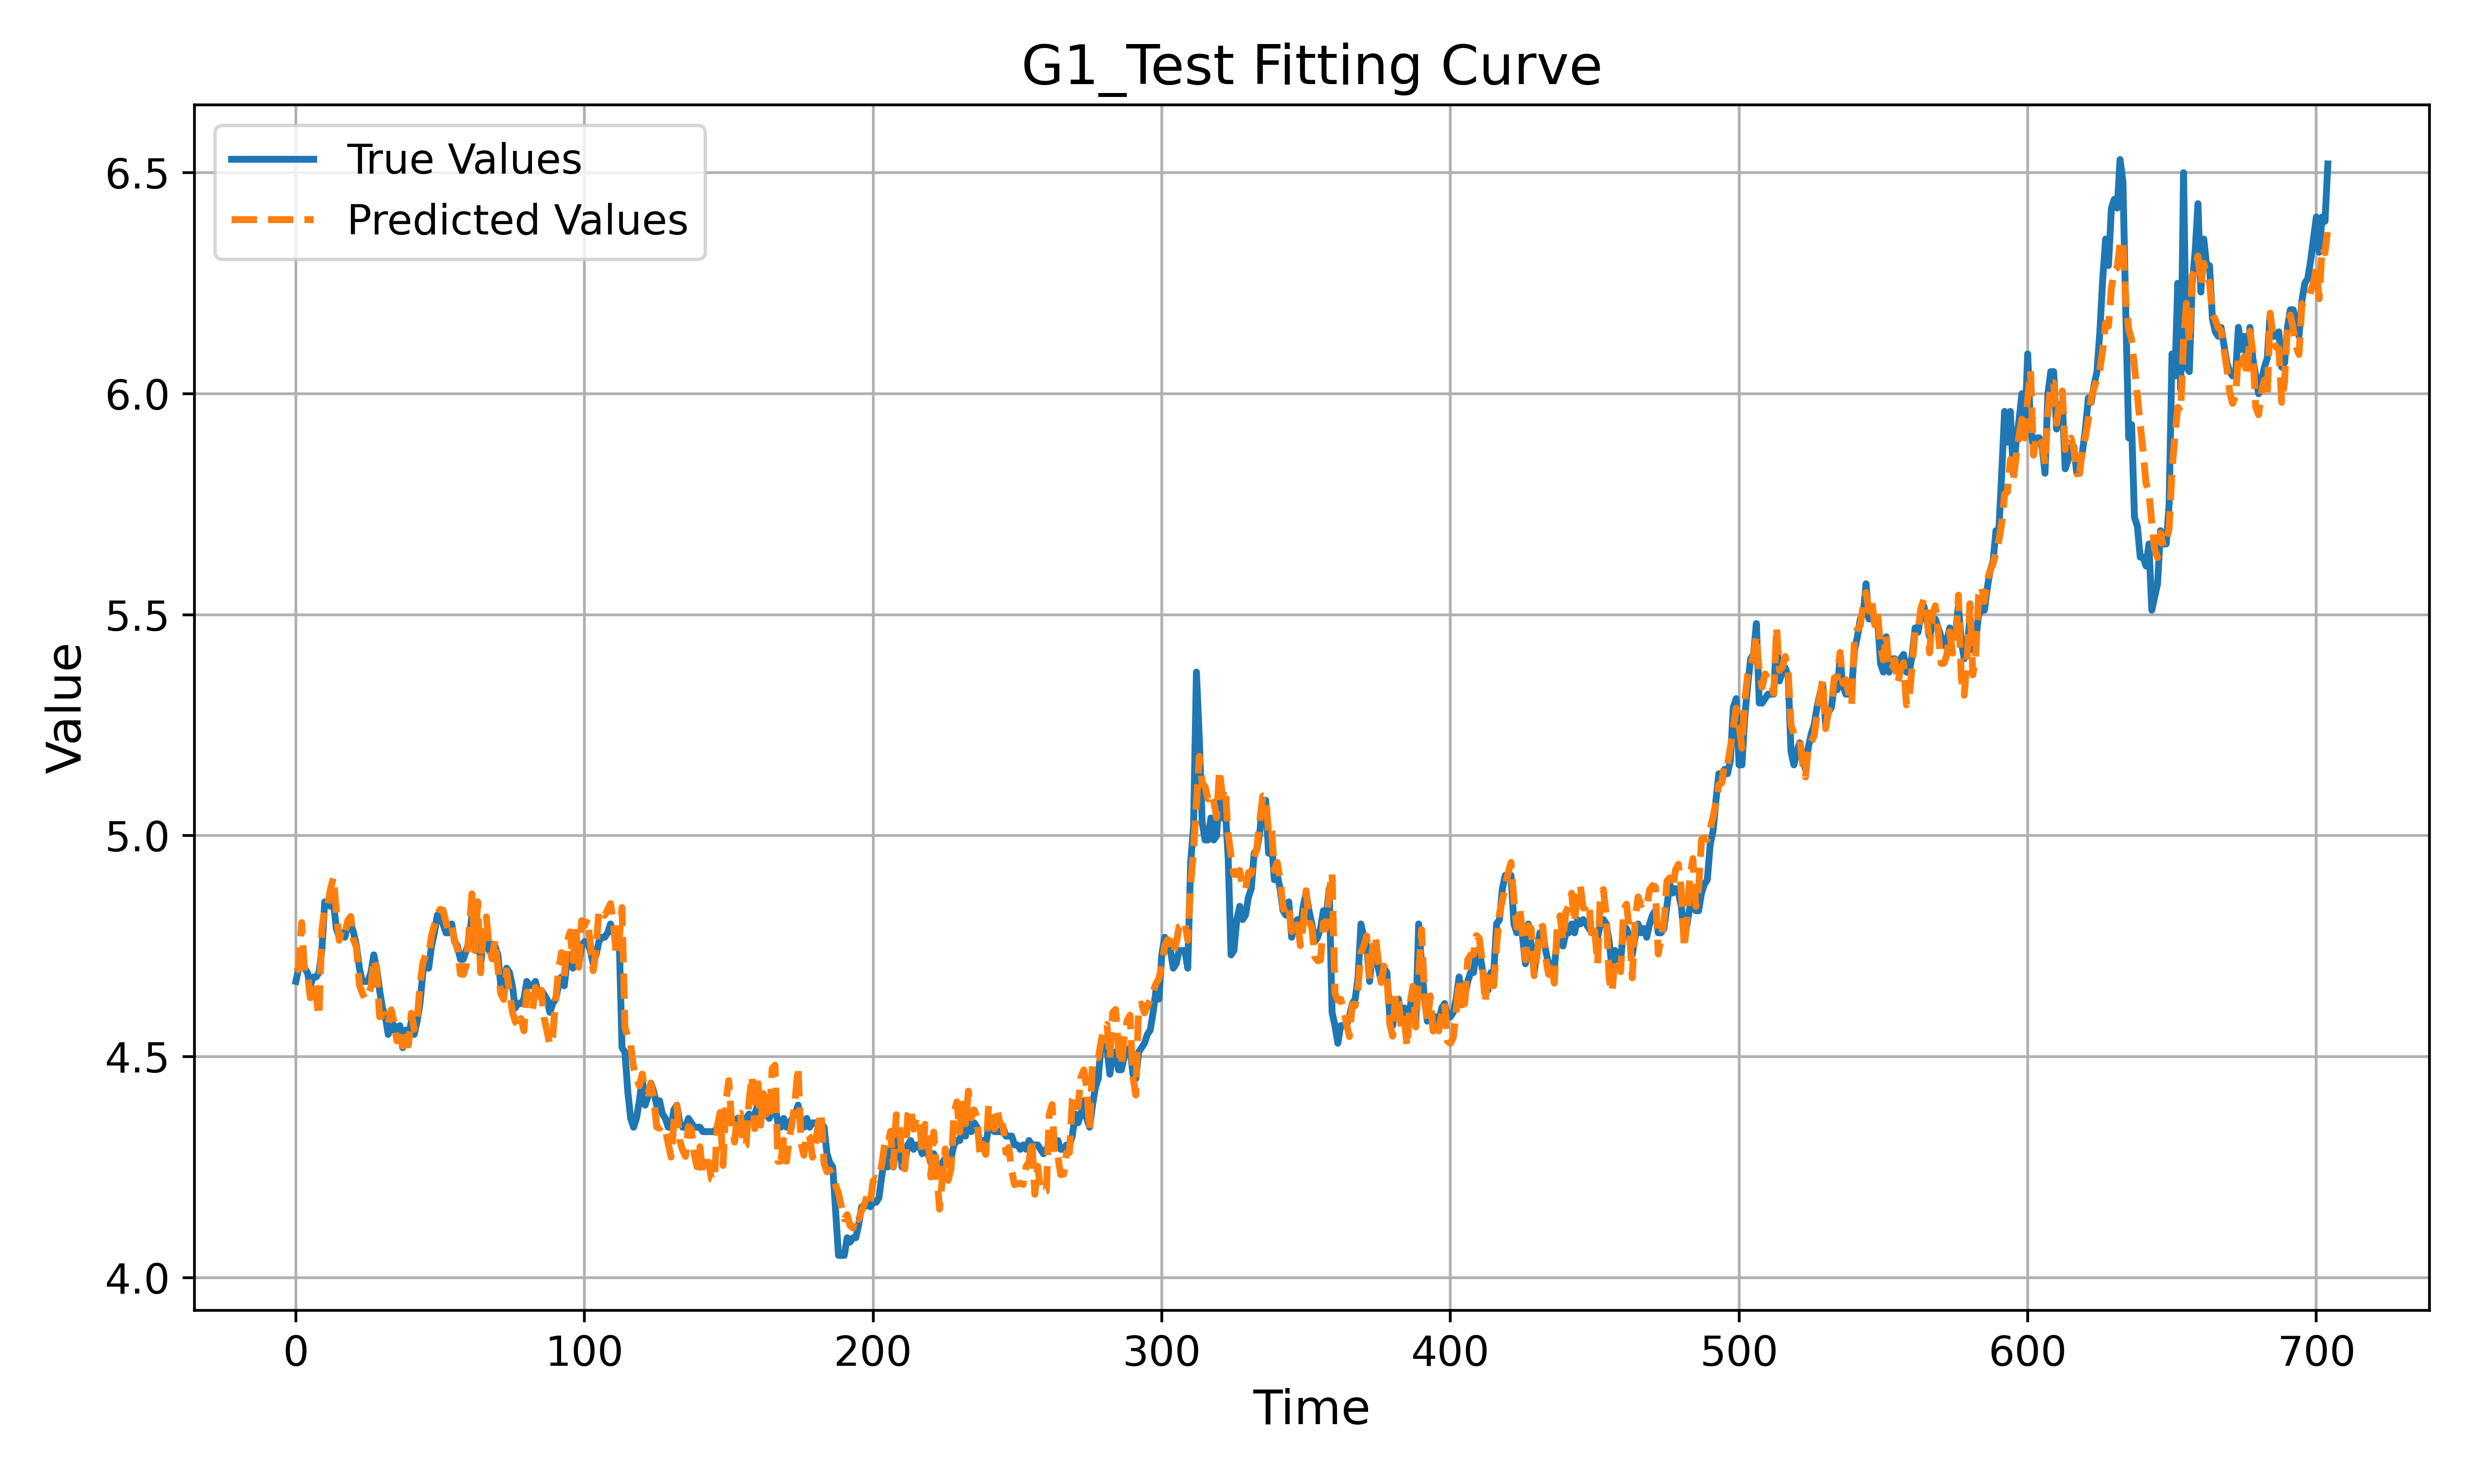 G1_Test Fitting Curve
True Values
Predicted Values
6.5
6.0
5.5
5.0
4.5
4.0
Value
0 100 200 300 400 500 600 700
Time